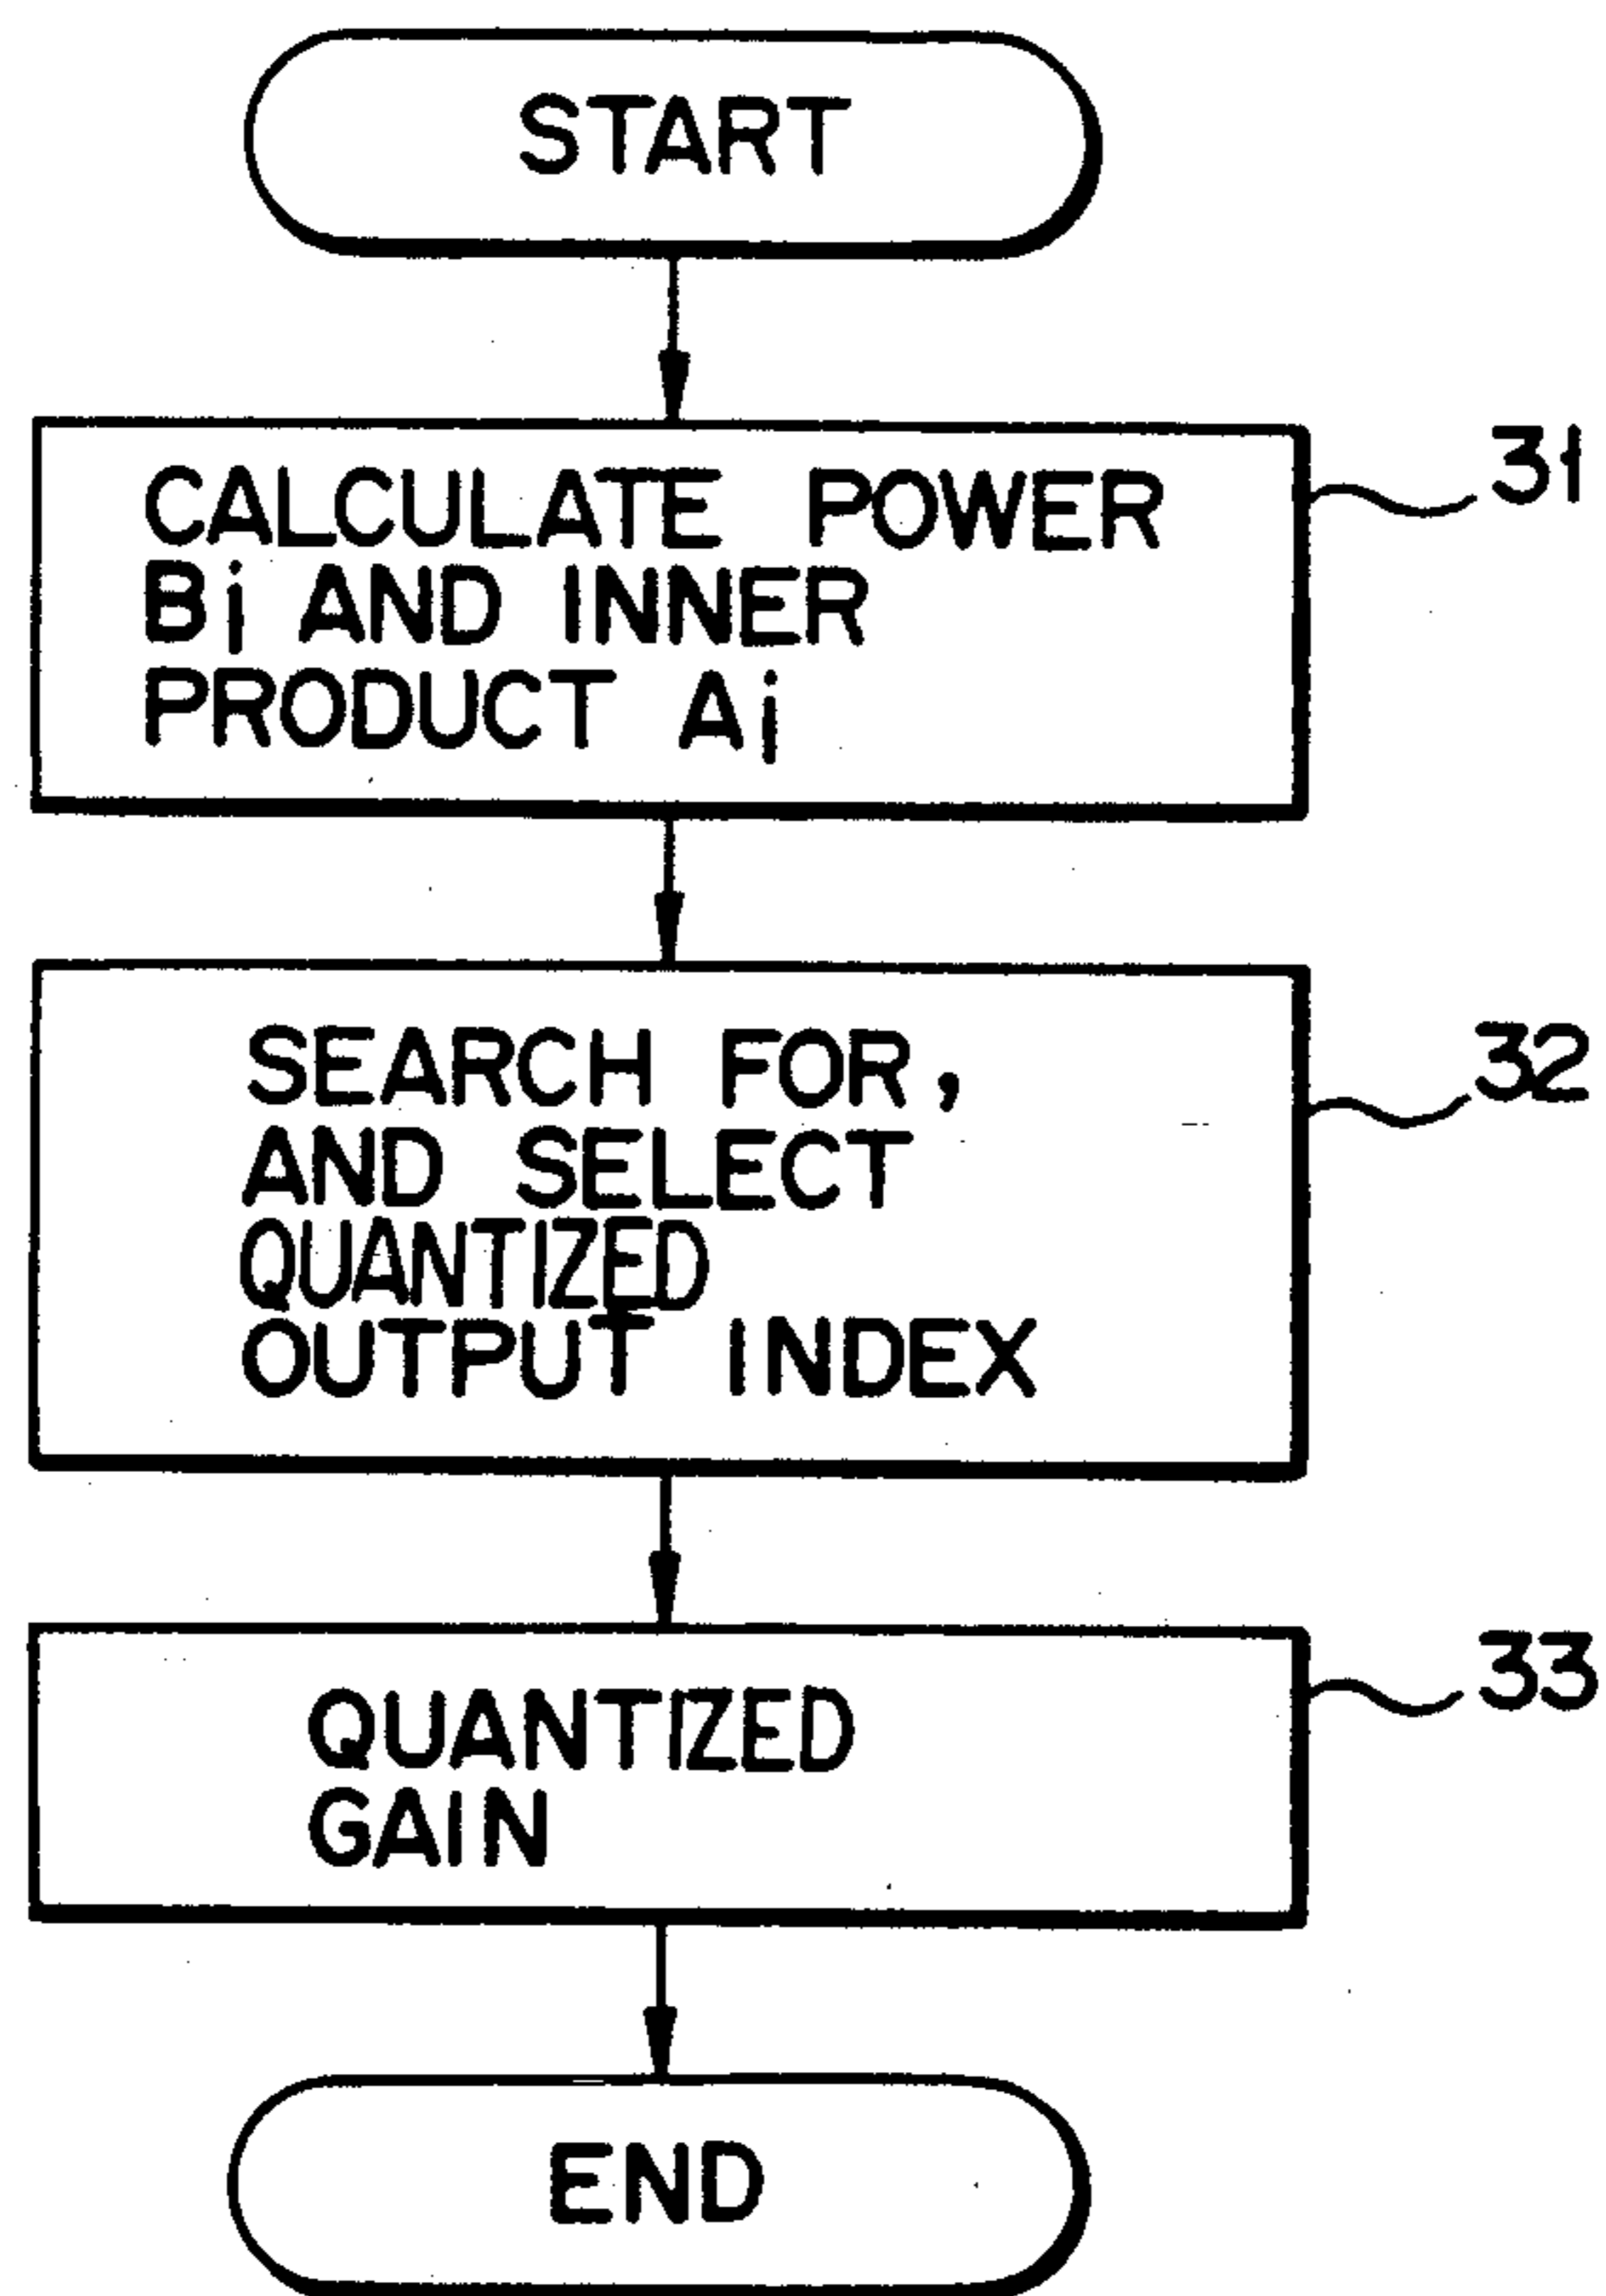 START
CALCULATE POWER
Bi AND INNER
PRODUCT Ai
31
SEARCH FOR,
AND SELECT
QUANTIZED
OUTPUT INDEX
32
QUANTIZED
GAIN
33
END